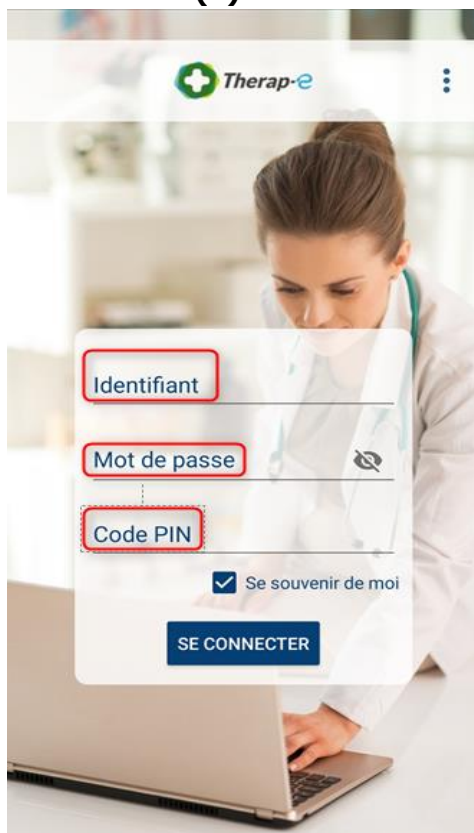 Therap-e
Identifiant
Mot de passe
Code PIN
Se souvenir de moi
SE CONNECTER